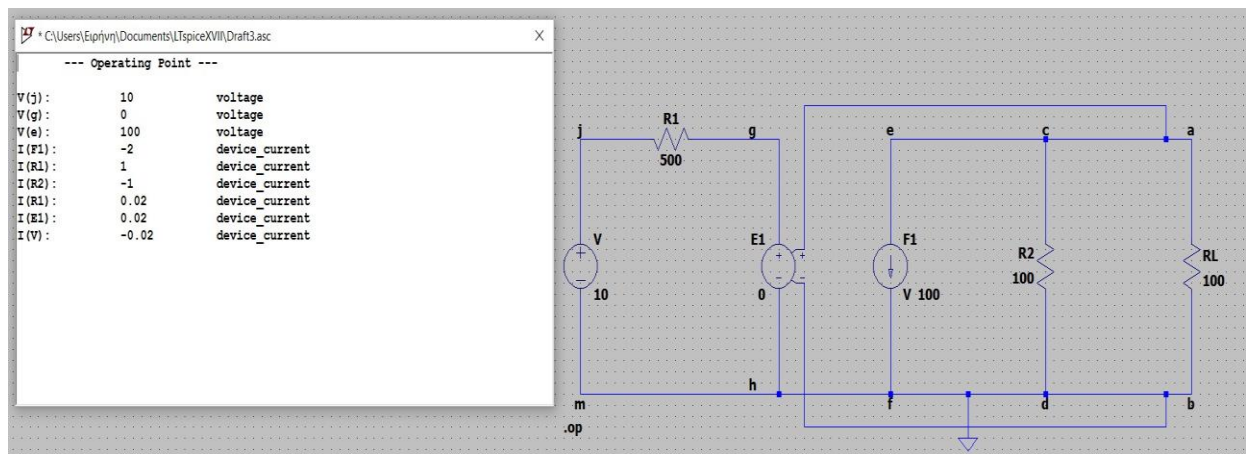 * C:\Users\Ειρήνη\Documents\LTspiceXVII\Draft3.asc
--- Operating Point ---
V(j): 10 voltage
V(g): 0 voltage
V(e): 100 voltage
I(F1): -2 device_current
I(Rl): 1 device_current
I(R2): -1 device_current
I(R1): 0.02 device_current
I(E1): 0.02 device_current
I(V): -0.02 device_current
R1
j g e c a
500
V E1 F1 R2 RL
10 0 V 100 100 100
h
m f d b
.op